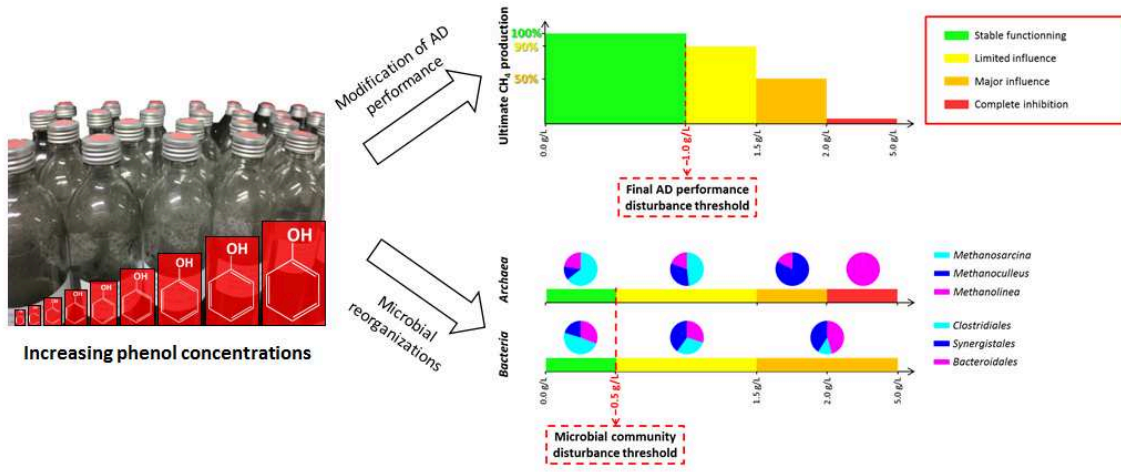 OH
OH
OH
OH
OH
OH
Increasing phenol concentrations
Modification of AD
performance
Microbial
reorganizations
Ultimate CH4 production
100%
90%
50%
0.0 g/L
~1.0 g/L
1.5 g/L
2.0 g/L
5.0 g/L
Final AD performance
disturbance threshold
Stable functionning
Limited influence
Major influence
Complete inhibition
Archaea
Methanosarcina
Methanoculleus
Methanolinea
Bacteria
Clostridiales
Synergistales
Bacteroidales
0.0 g/L
~0.5 g/L
1.5 g/L
2.0 g/L
5.0 g/L
Microbial community
disturbance threshold